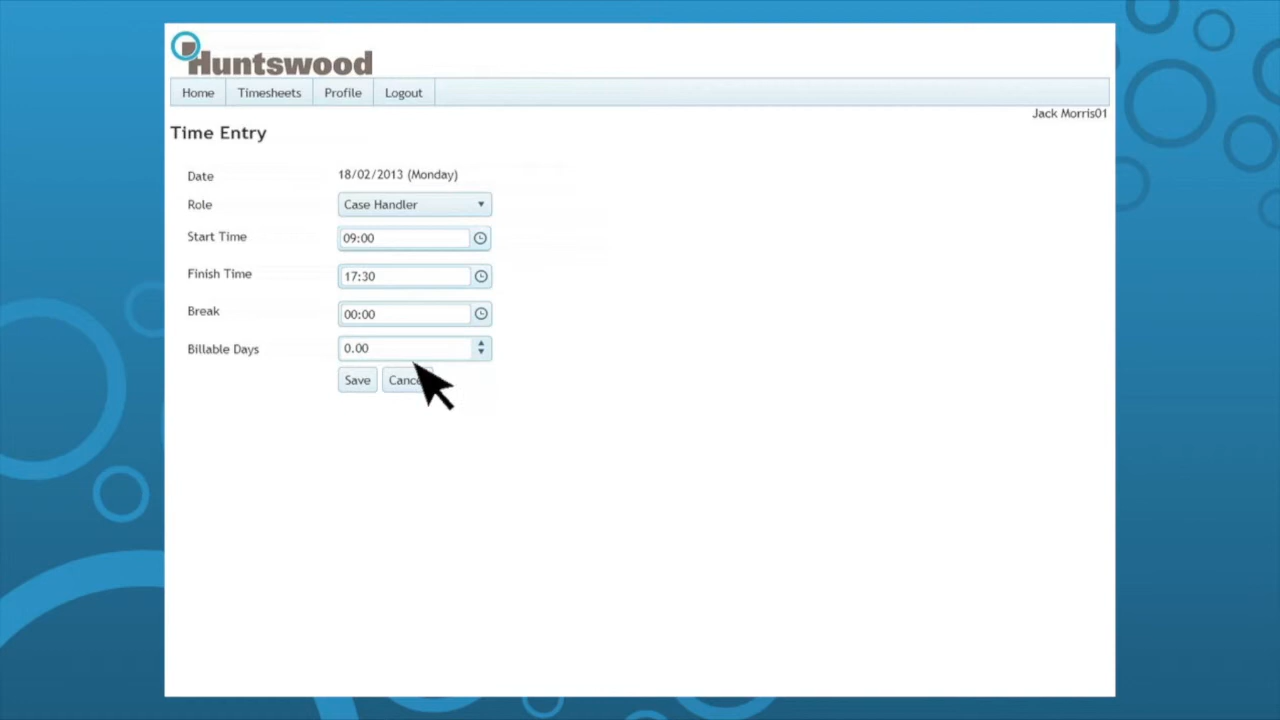 Huntswood
Home Timesheets Profile Logout
Jack Morris01
Time Entry
Date 18/02/2013 (Monday)
Role Case Handler
Start Time 09:00
Finish Time 17:30
Break 00:00
Billable Days 0.00
Save